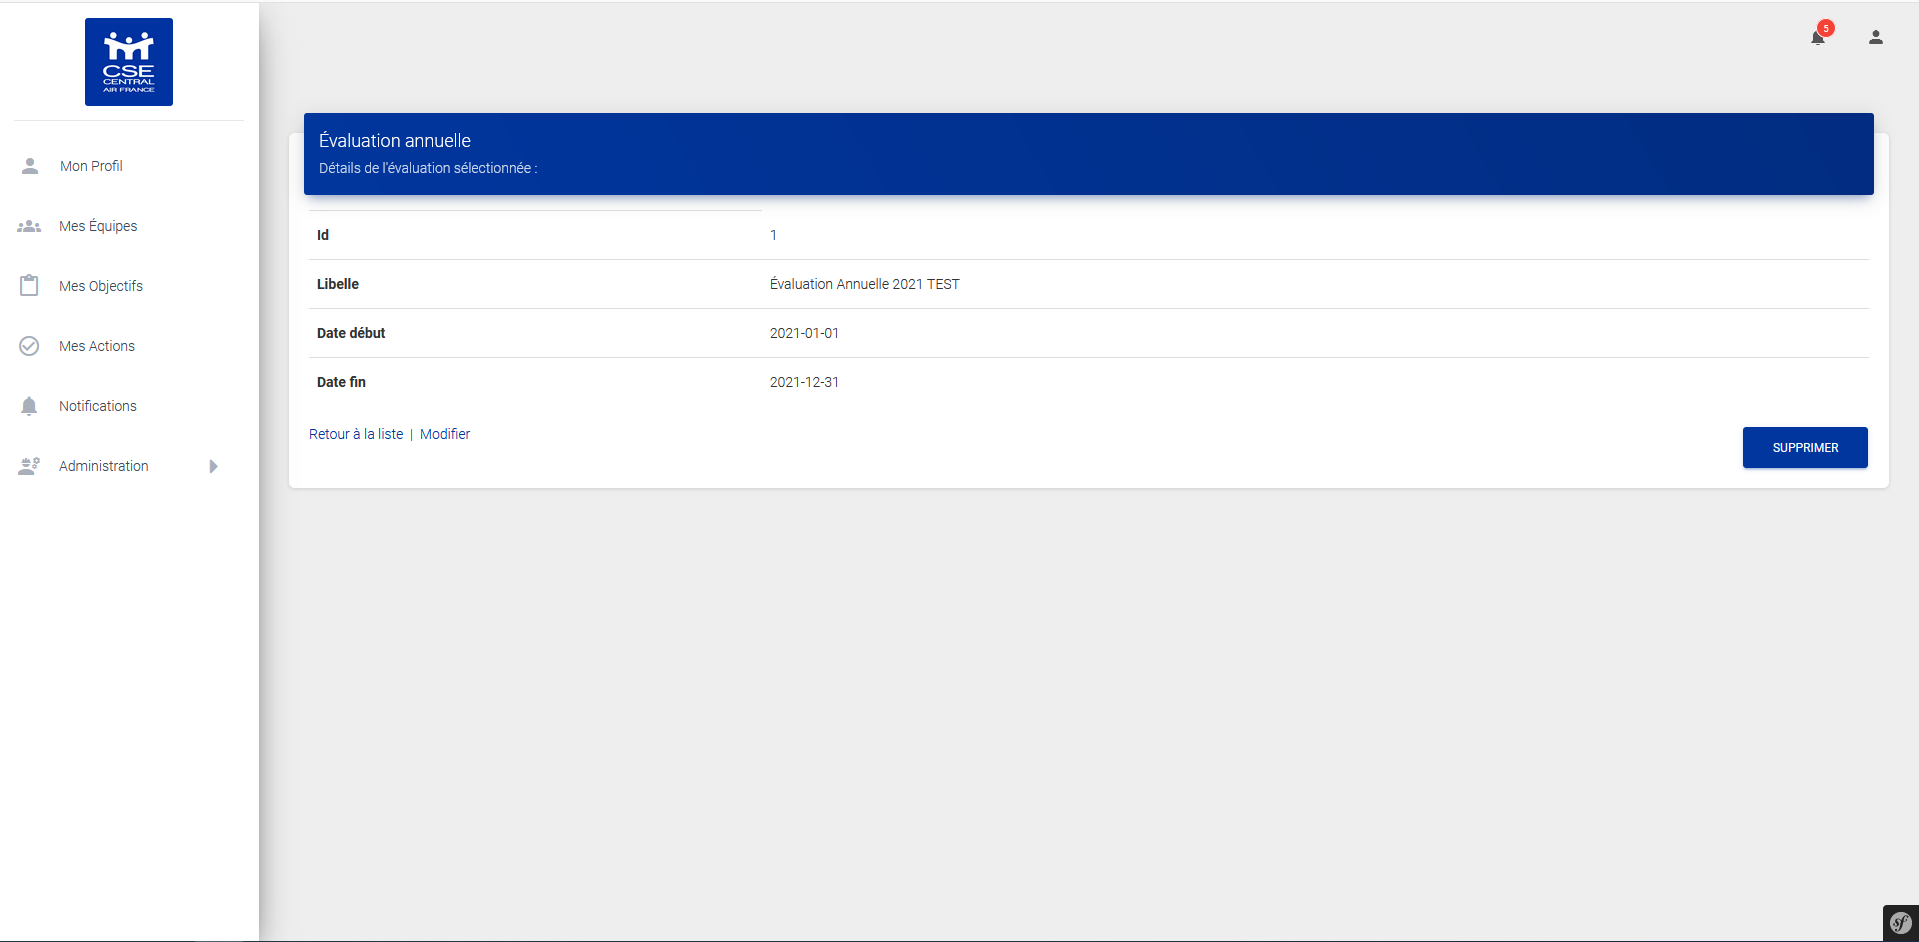 CSE
CENTRAL
AIR FRANCE
5
Mon Profil
Mes Équipes
Mes Objectifs
Mes Actions
Notifications
Administration
Évaluation annuelle
Détails de l'évaluation sélectionnée :
Id 1
Libelle Évaluation Annuelle 2021 TEST
Date début 2021-01-01
Date fin 2021-12-31
Retour à la liste | Modifier
SUPPRIMER
sf